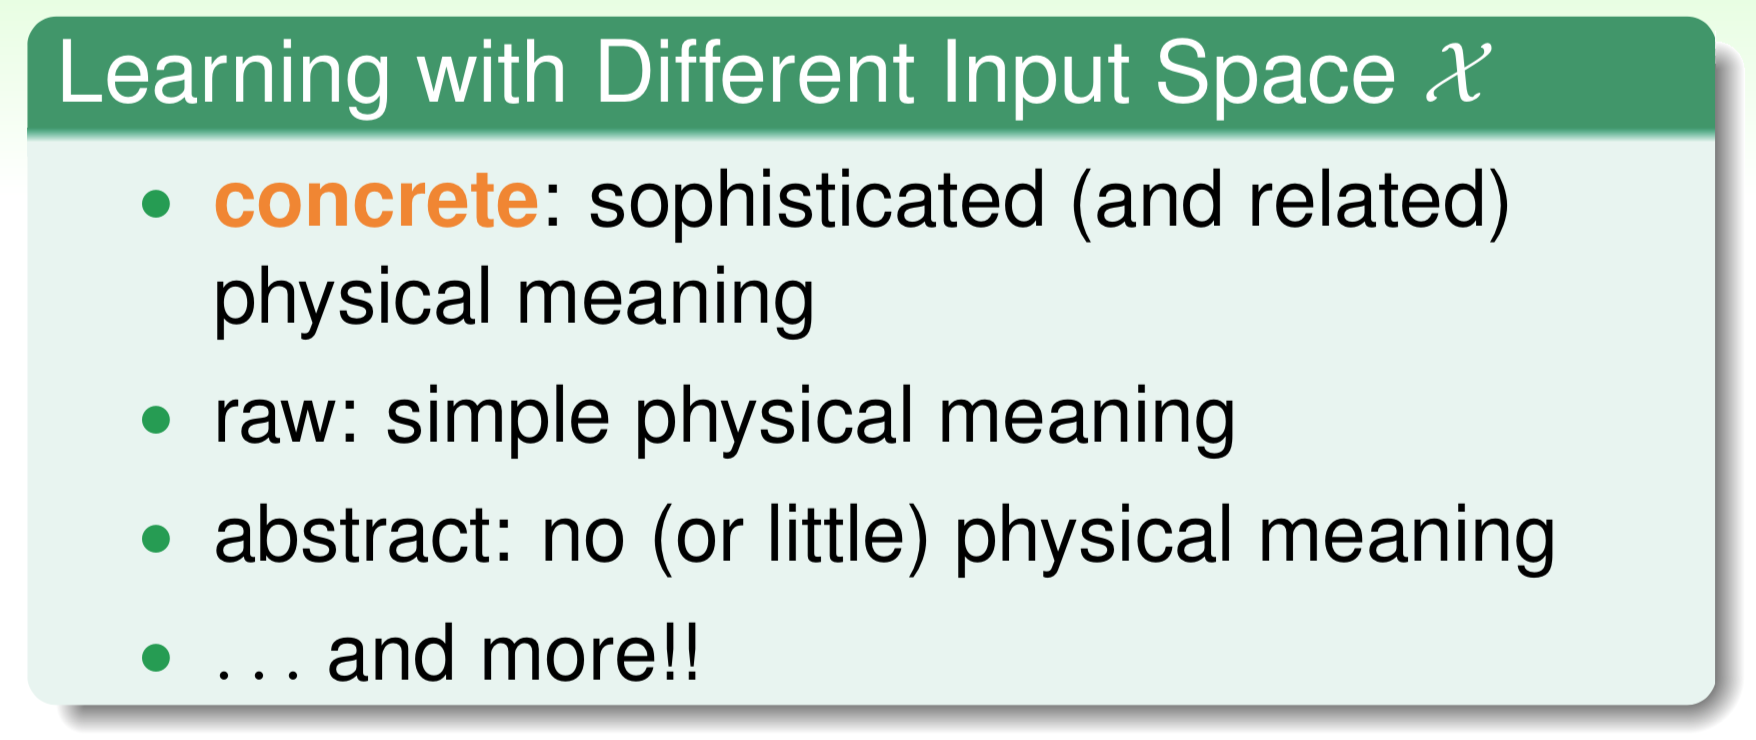 Learning with Different Input Space 𝒳
• concrete: sophisticated (and related)
physical meaning
• raw: simple physical meaning
• abstract: no (or little) physical meaning
• . . . and more!!